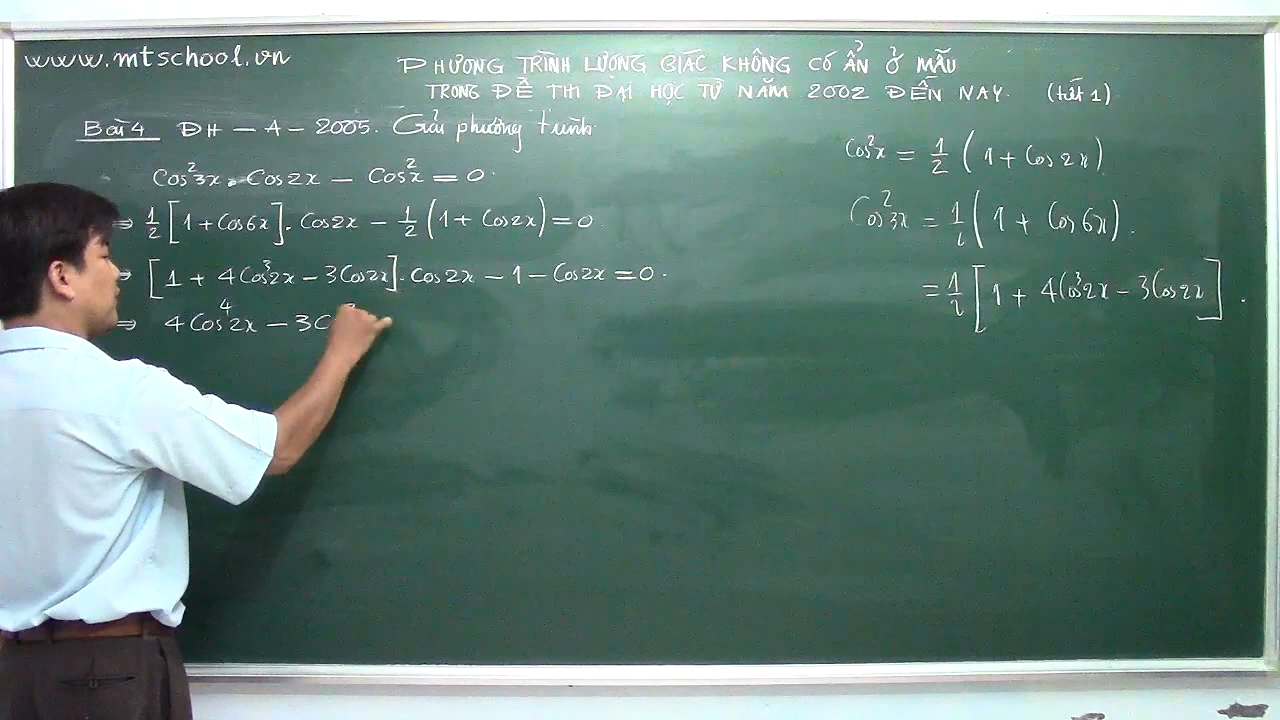 www.mtschool.vn
PHƯƠNG TRÌNH LƯỢNG GIÁC KHÔNG CÓ ẨN Ở MẪU
TRONG ĐỀ THI ĐẠI HỌC TỪ NĂM 2002 ĐẾN NAY. (tiết 1)
Bài 4 ĐH – A – 2005. Giải phương trình
Cos²3x.Cos2x – Cos²x = 0.
⇒ 1/2 [1 + Cos6x]. Cos2x – 1/2 (1 + Cos2x) = 0
⇒ [1 + 4Cos³2x – 3Cos2x].Cos2x – 1 – Cos2x = 0.
⇒ 4Cos⁴2x – 3C
Cos²x = 1/2 (1 + Cos2x)
Cos²3x = 1/2 (1 + Cos6x).
= 1/2 [1 + 4Cos³2x – 3Cos2x].